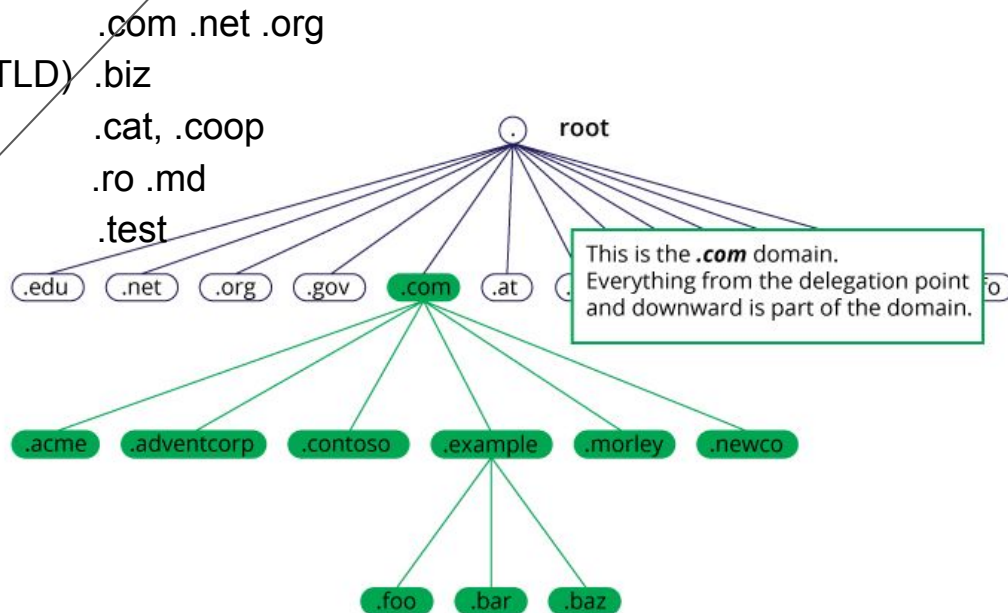 .com .net .org
TLD) .biz
.cat, .coop
.ro .md
.test
. root
This is the .com domain.
Everything from the delegation point
and downward is part of the domain.
.edu .net .org .gov .com .at fo
.acme .adventcorp .contoso .example .morley .newco
.foo .bar .baz